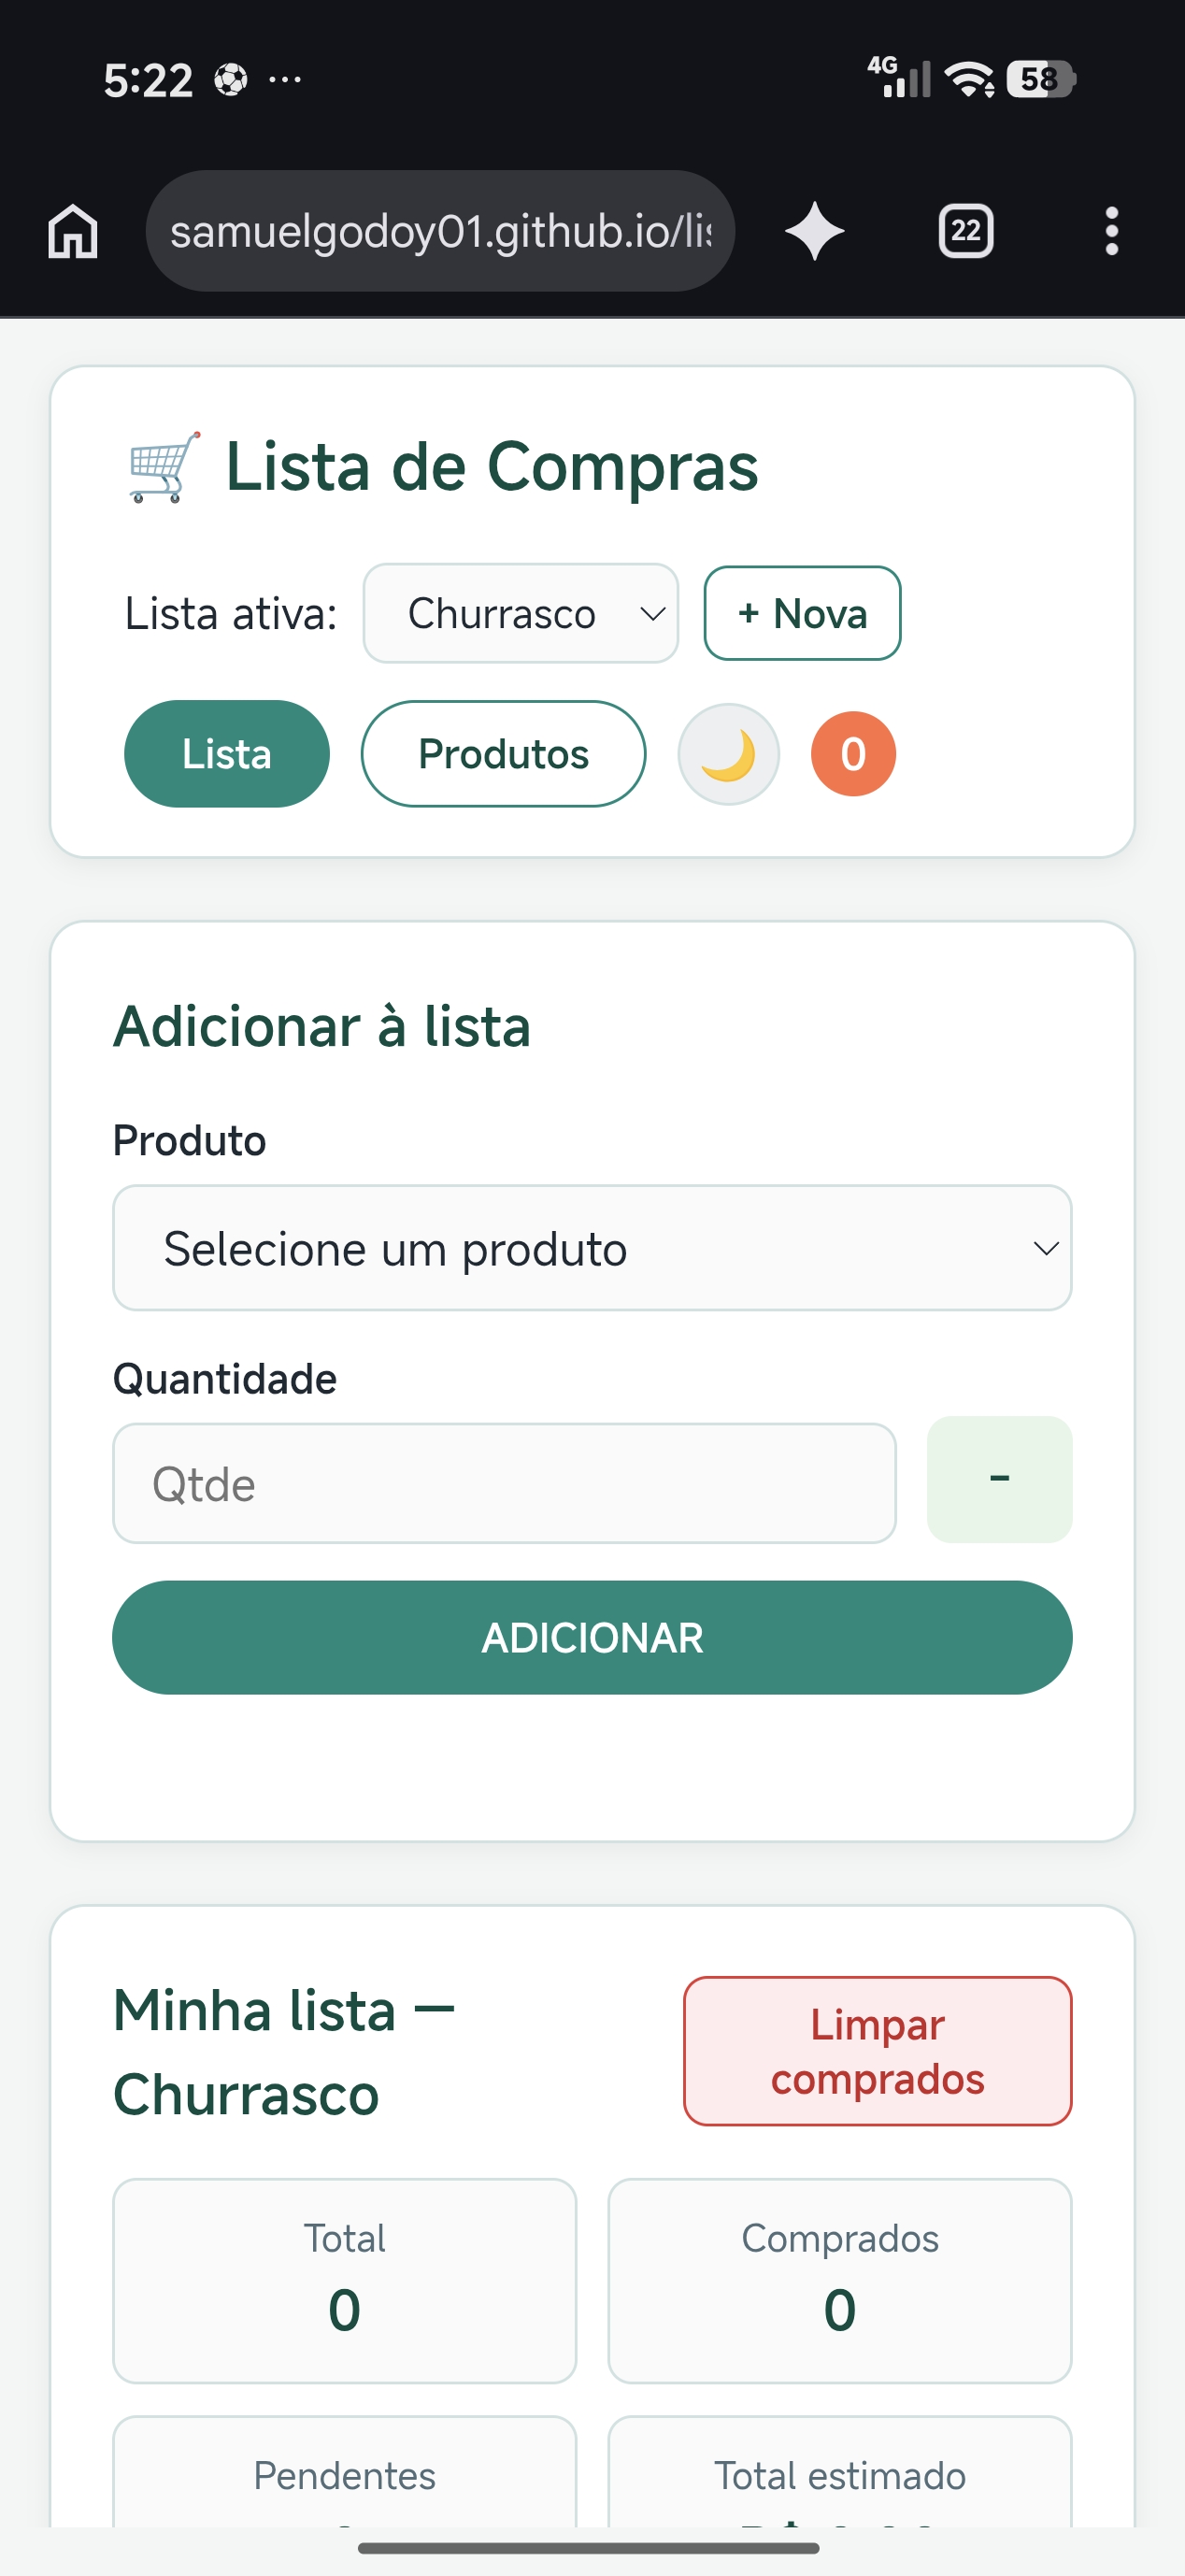 5:22 ...
4G 58
samuelgodoy01.github.io/lis
22
Lista de Compras
Lista ativa: Churrasco + Nova
Lista Produtos 0
Adicionar à lista
Produto
Selecione um produto
Quantidade
Qtde -
ADICIONAR
Minha lista —
Churrasco
Limpar
comprados
Total Comprados
0 0
Pendentes Total estimado